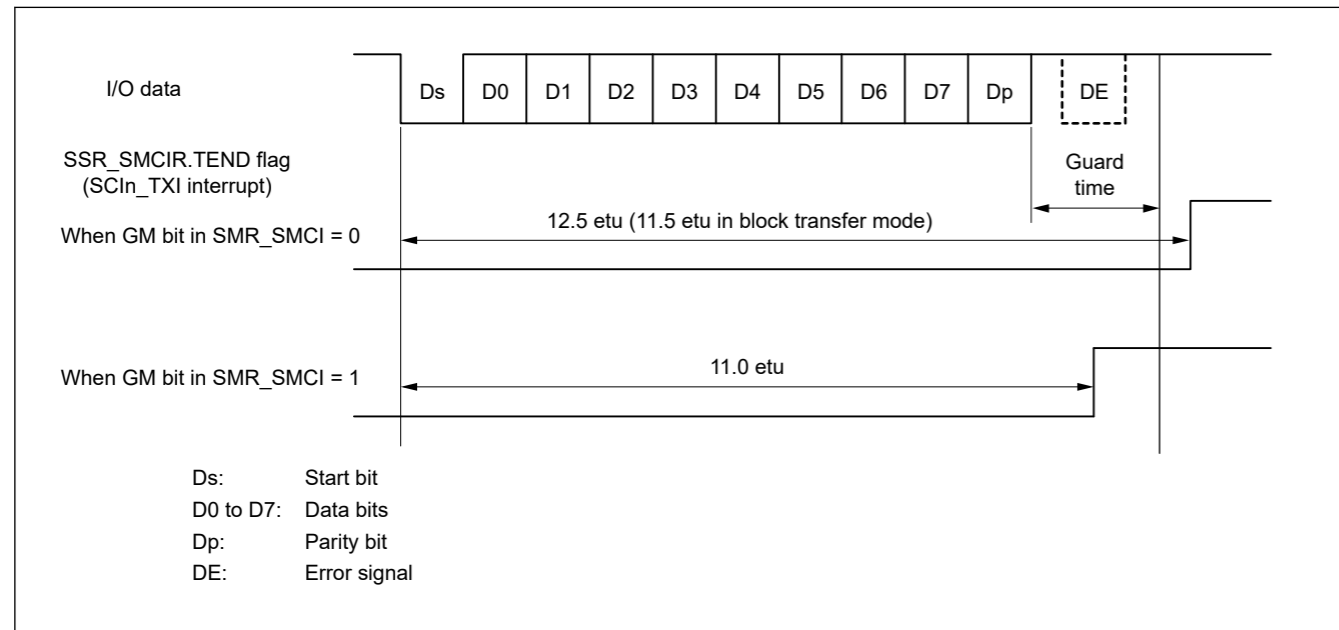 I/O data
Ds D0 D1 D2 D3 D4 D5 D6 D7 Dp DE
SSR_SMCIR.TEND flag
(SCIn_TXI interrupt)
Guard
time
When GM bit in SMR_SMCI = 0
12.5 etu (11.5 etu in block transfer mode)
When GM bit in SMR_SMCI = 1
11.0 etu
Ds: Start bit
D0 to D7: Data bits
Dp: Parity bit
DE: Error signal